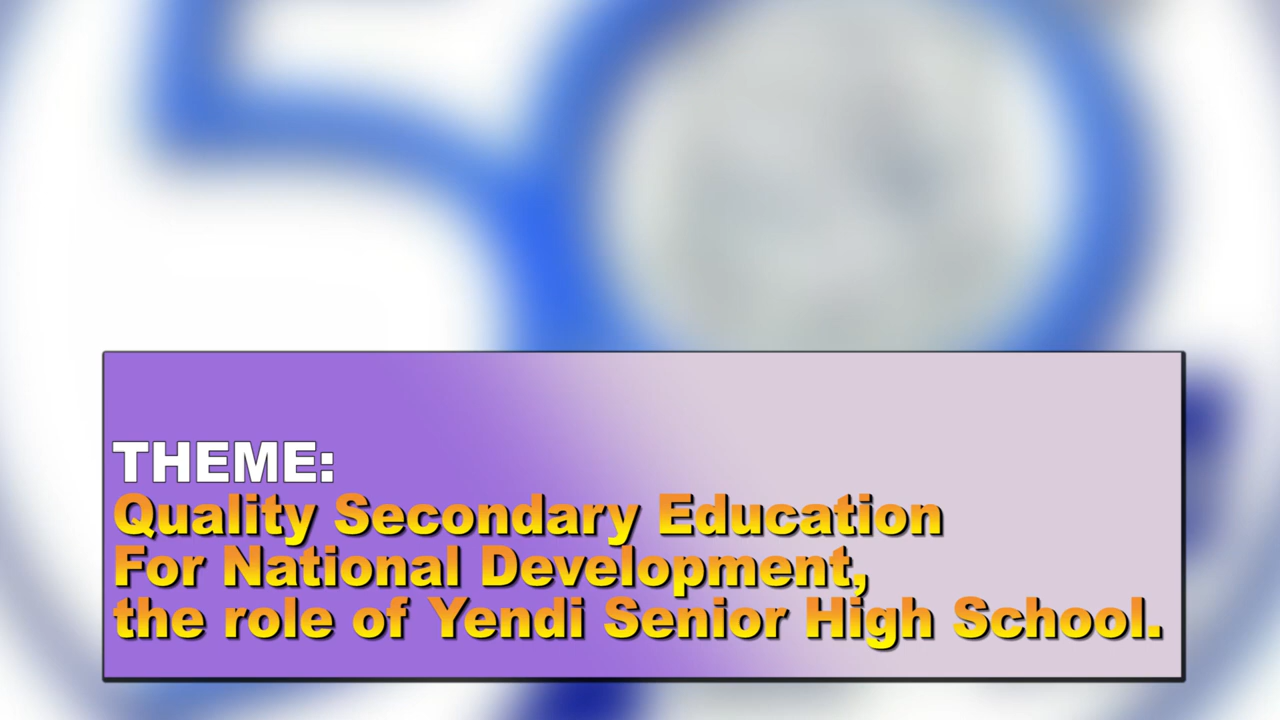 THEME:
Quality Secondary Education
For National Development,
the role of Yendi Senior High School.